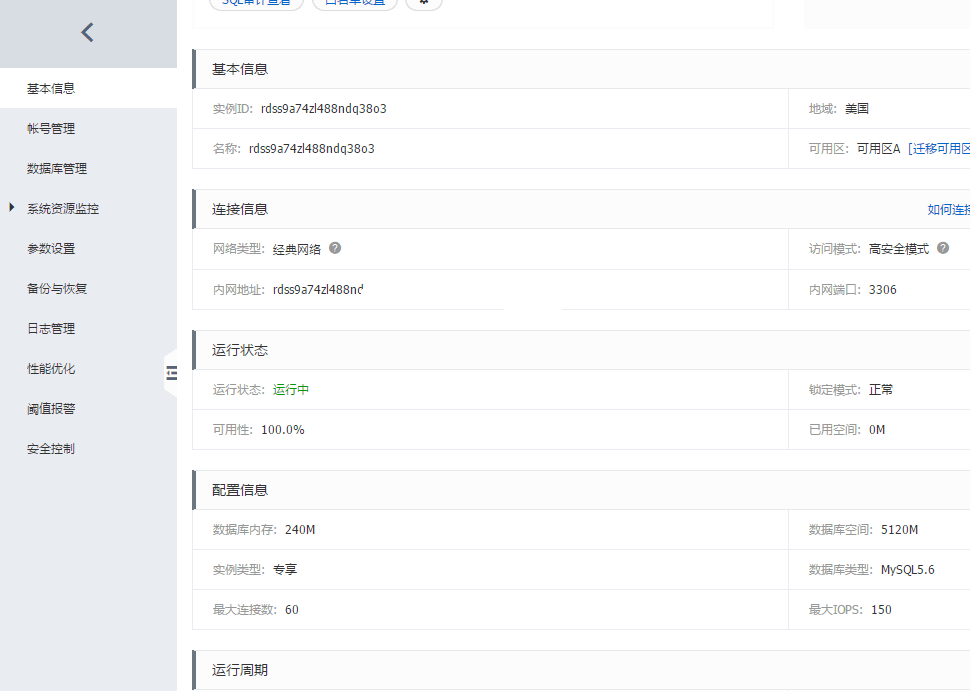 SQL审计查看 白名单设置
基本信息
帐号管理
数据库管理
系统资源监控
参数设置
备份与恢复
日志管理
性能优化
阈值报警
安全控制
基本信息
实例ID: rdss9a74zl488ndq38o3 地域: 美国
名称: rdss9a74zl488ndq38o3 可用区: 可用区A [迁移可用区
连接信息 如何连接
网络类型: 经典网络 ? 访问模式: 高安全模式 ?
内网地址: rdss9a74zl488nd 内网端口: 3306
运行状态
运行状态: 运行中 锁定模式: 正常
可用性: 100.0% 已用空间: 0M
配置信息
数据库内存: 240M 数据库空间: 5120M
实例类型: 专享 数据库类型: MySQL5.6
最大连接数: 60 最大IOPS: 150
运行周期